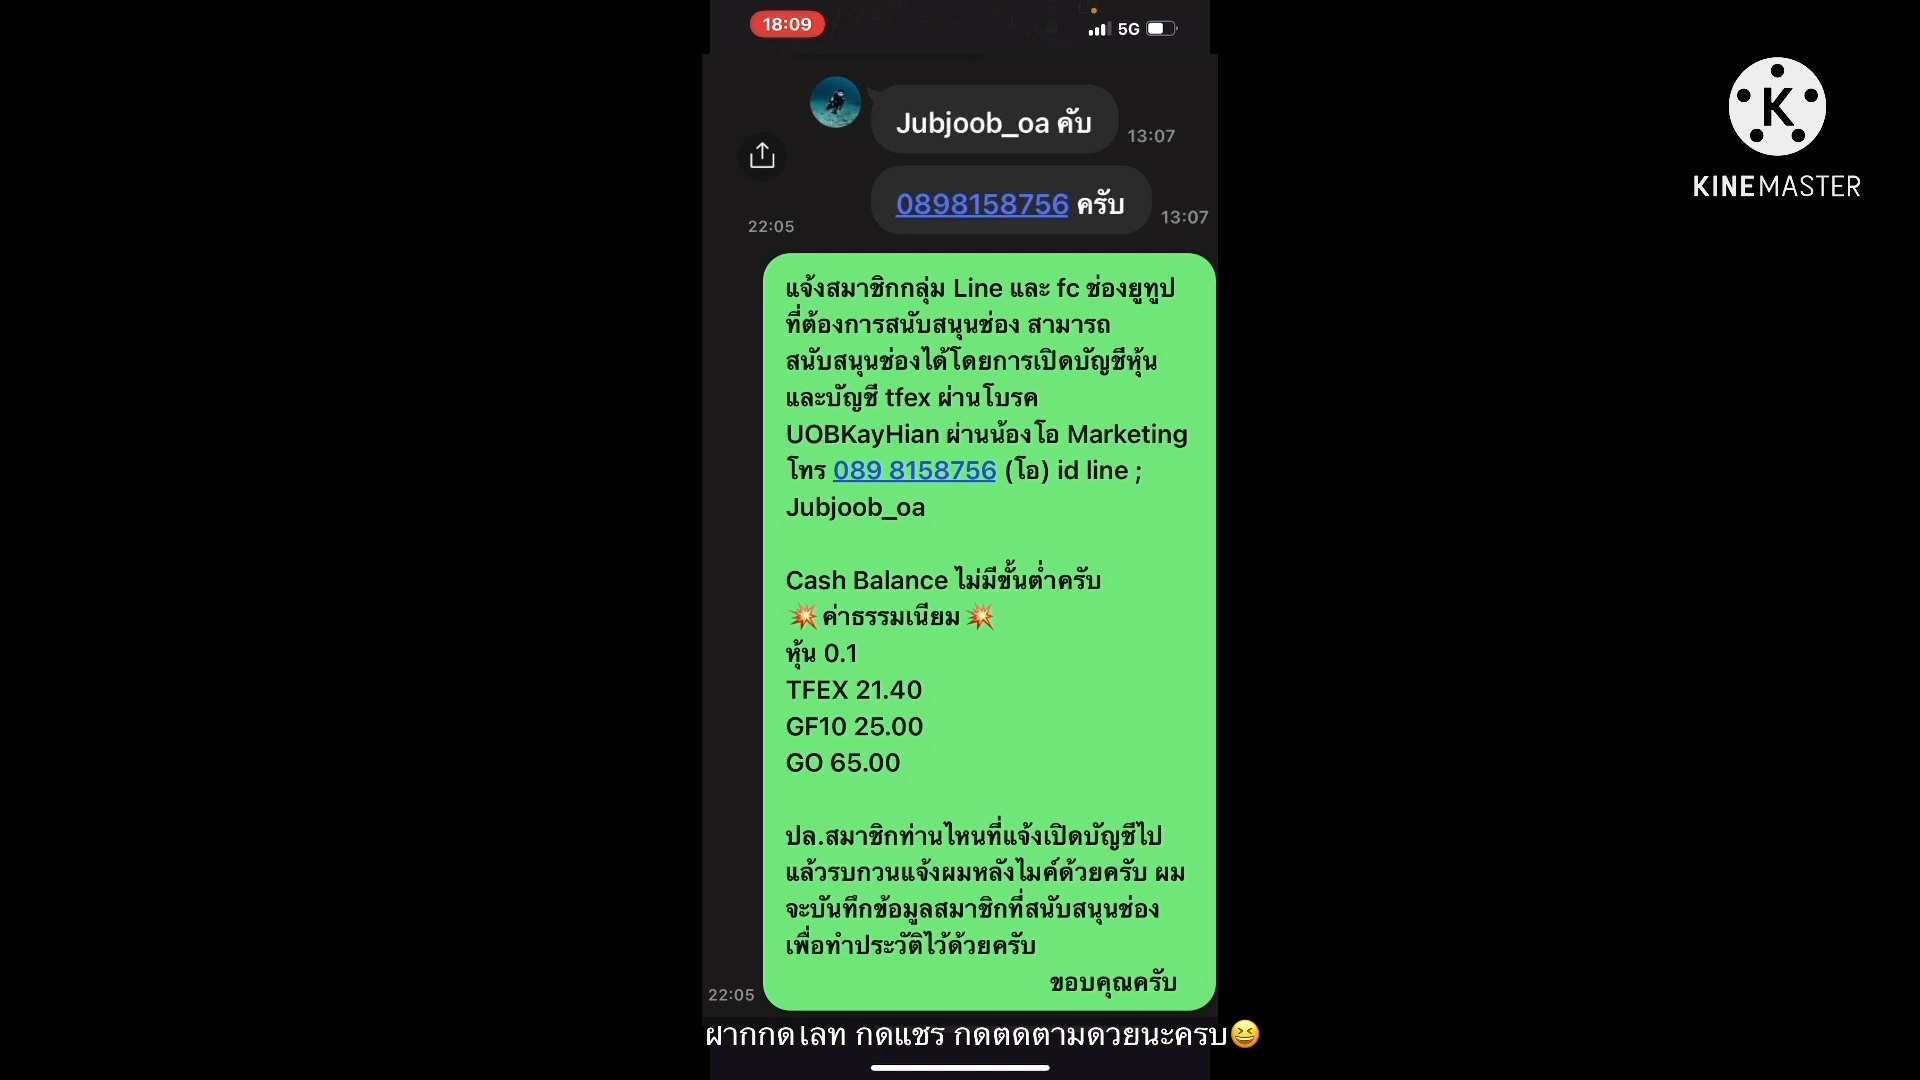 18:09
5G
Jubjoob_oa คับ
13:07
0898158756 ครับ
13:07
22:05
แจ้งสมาชิกกลุ่ม Line และ fc ช่องยูทูป
ที่ต้องการสนับสนุนช่อง สามารถ
สนับสนุนช่องได้โดยการเปิดบัญชีหุ้น
และบัญชี tfex ผ่านโบรค
UOBKayHian ผ่านน้องโอ Marketing
โทร 089 8158756 (โอ) id line ;
Jubjoob_oa
Cash Balance ไม่มีขั้นต่ำครับ
💥ค่าธรรมเนียม💥
หุ้น 0.1
TFEX 21.40
GF10 25.00
GO 65.00
ปล.สมาชิกท่านไหนที่แจ้งเปิดบัญชีไป
แล้วรบกวนแจ้งผมหลังไมค์ด้วยครับ ผม
จะบันทึกข้อมูลสมาชิกที่สนับสนุนช่อง
เพื่อทำประวัติไว้ด้วยครับ
ขอบคุณครับ
22:05
ฝากกดไลท์ กดแชร์ กดติดตามด้วยนะครับ😆
K
KINEMASTER